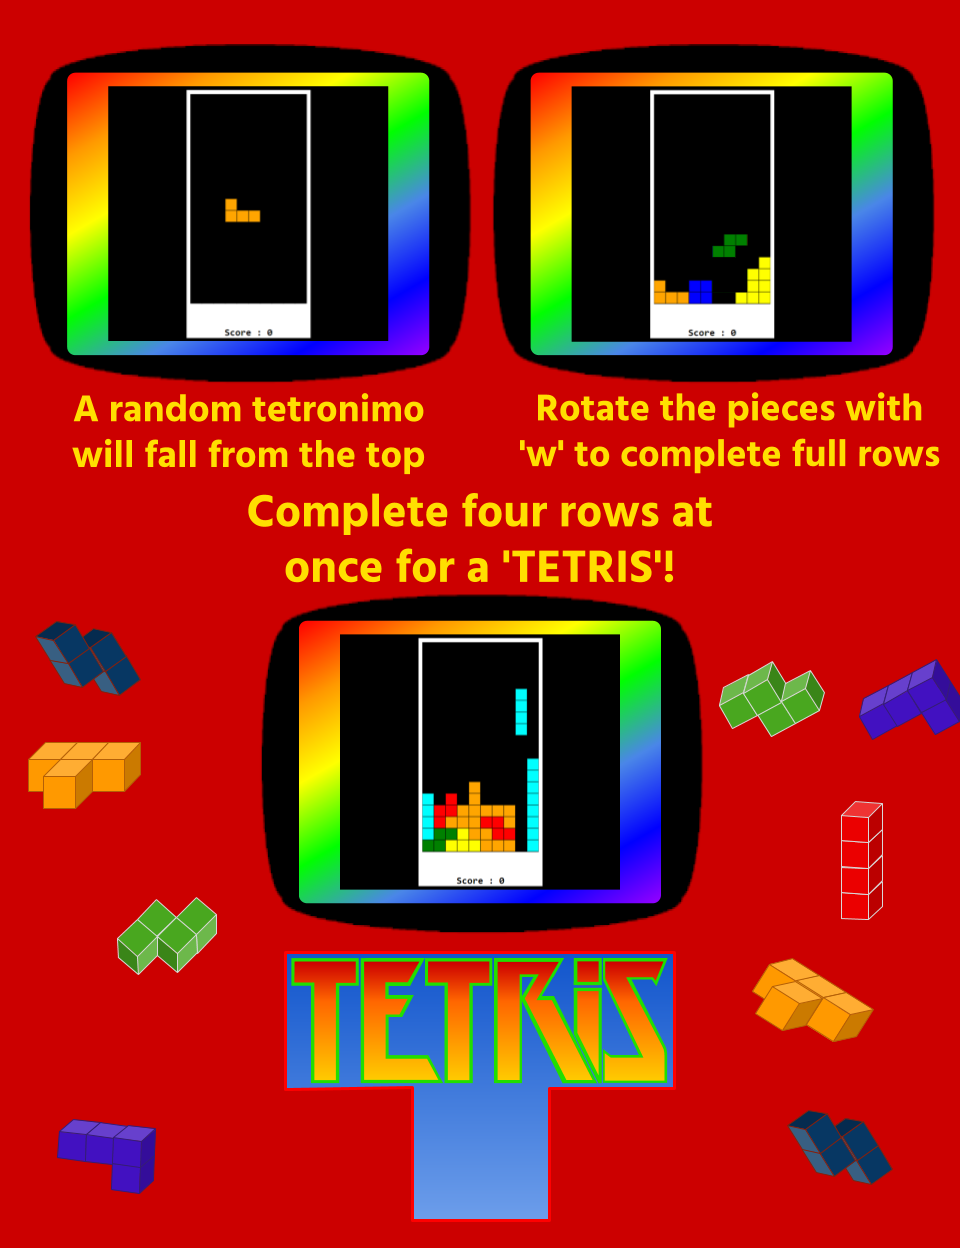 Score : 0
Score : 0
A random tetronimo
will fall from the top
Rotate the pieces with
'w' to complete full rows
Complete four rows at
once for a 'TETRIS'!
Score : 0
TETRiS